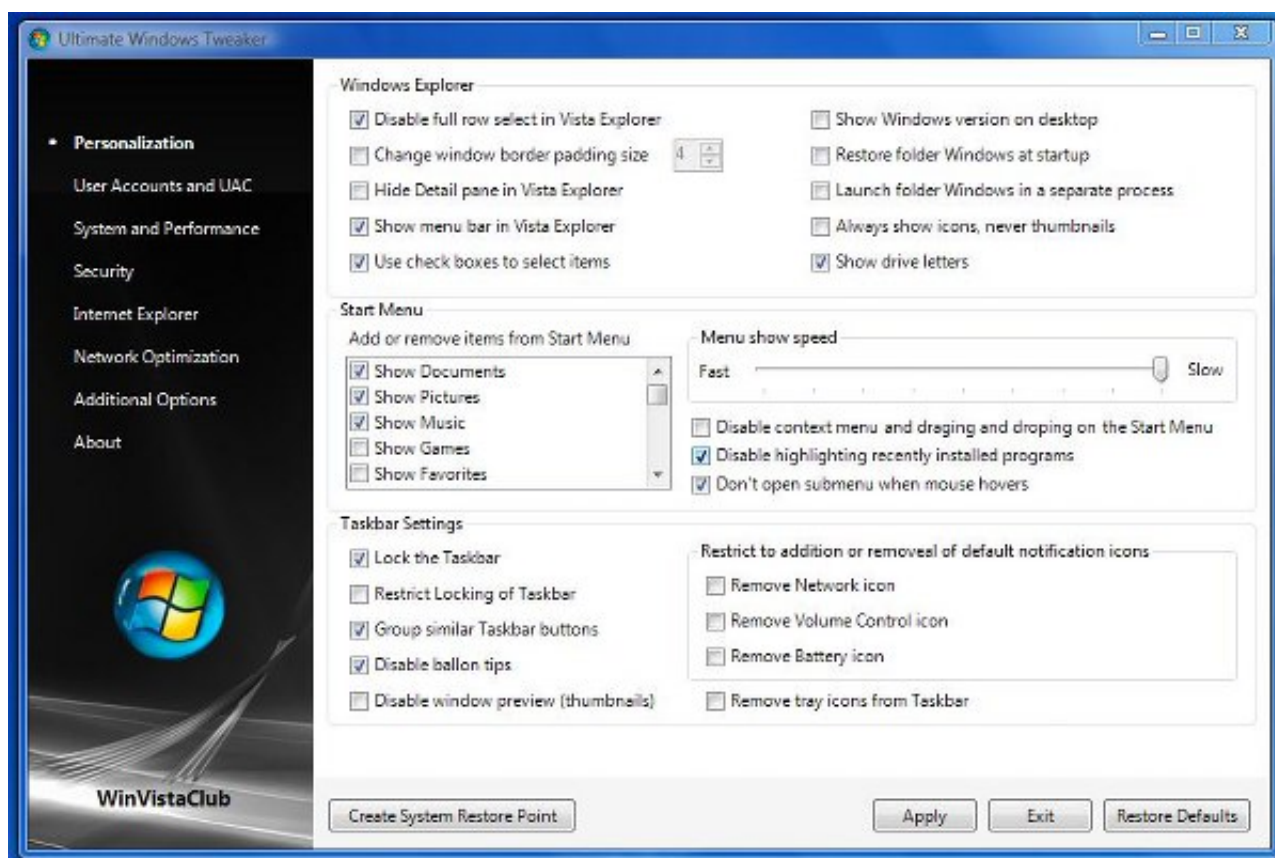 Ultimate Windows Tweaker
Personalization
User Accounts and UAC
System and Performance
Security
Internet Explorer
Network Optimization
Additional Options
About
WinVistaClub
Windows Explorer
Disable full row select in Vista Explorer
Change window border padding size 4
Hide Detail pane in Vista Explorer
Show menu bar in Vista Explorer
Use check boxes to select items
Show Windows version on desktop
Restore folder Windows at startup
Launch folder Windows in a separate process
Always show icons, never thumbnails
Show drive letters
Start Menu
Add or remove items from Start Menu
Show Documents
Show Pictures
Show Music
Show Games
Show Favorites
Menu show speed
Fast Slow
Disable context menu and draging and droping on the Start Menu
Disable highlighting recently installed programs
Don't open submenu when mouse hovers
Taskbar Settings
Lock the Taskbar
Restrict Locking of Taskbar
Group similar Taskbar buttons
Disable ballon tips
Disable window preview (thumbnails)
Restrict to addition or removeal of default notification icons
Remove Network icon
Remove Volume Control icon
Remove Battery icon
Remove tray icons from Taskbar
Create System Restore Point Apply Exit Restore Defaults